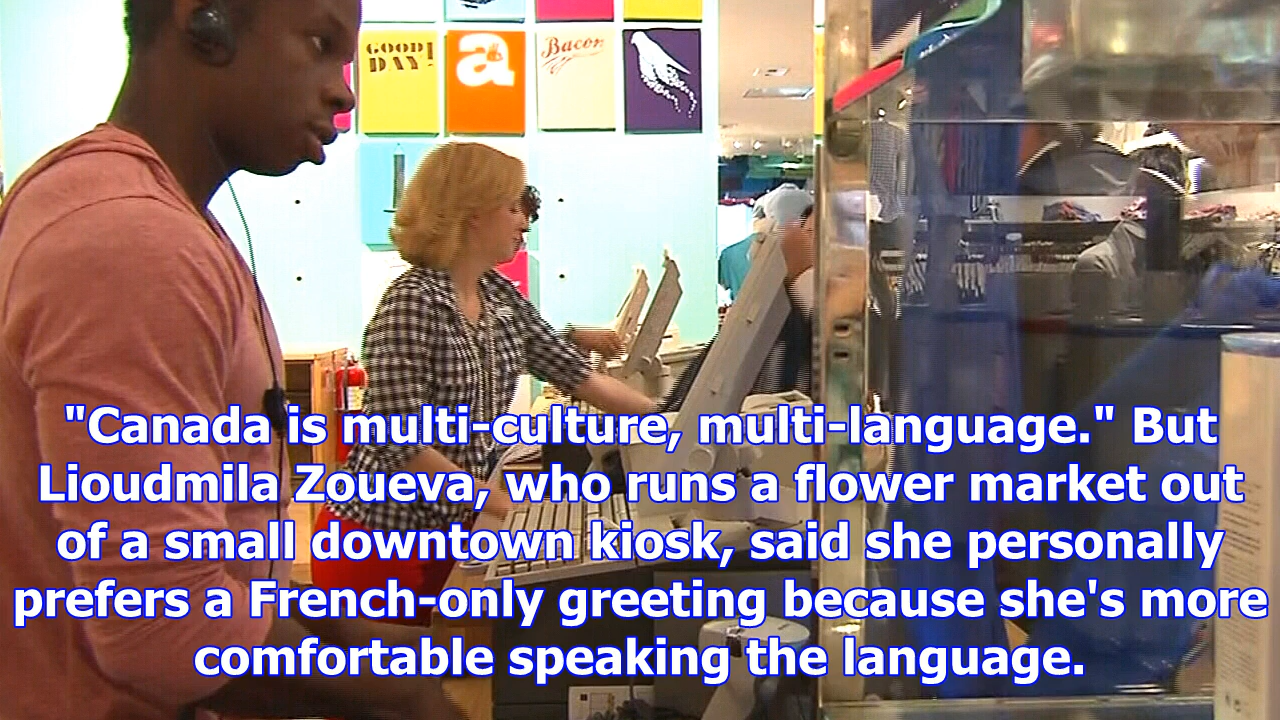 GOOD
DAY!
a
Bacon
"Canada is multi-culture, multi-language." But
Lioudmila Zoueva, who runs a flower market out
of a small downtown kiosk, said she personally
prefers a French-only greeting because she's more
comfortable speaking the language.